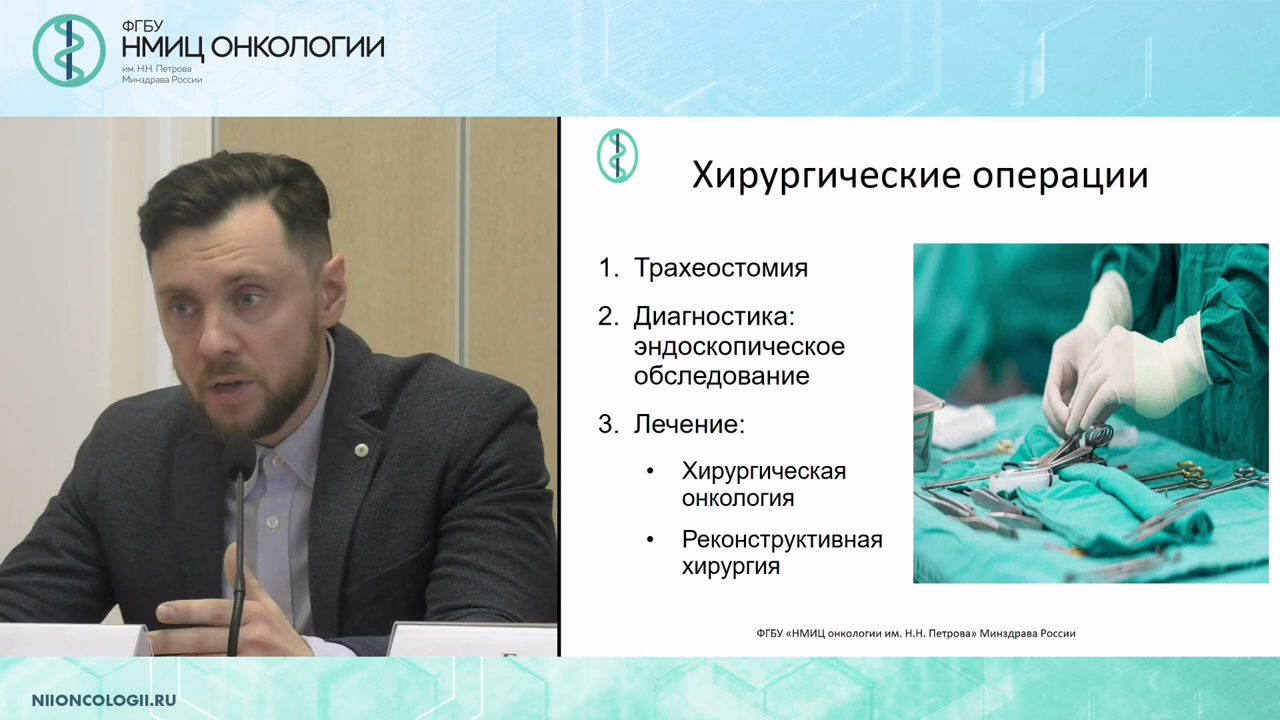 ФГБУ
НМИЦ ОНКОЛОГИИ
им. Н.Н. Петрова
Минздрава России
Хирургические операции
1. Трахеостомия
2. Диагностика:
эндоскопическое
обследование
3. Лечение:
• Хирургическая
онкология
• Реконструктивная
хирургия
ФГБУ «НМИЦ онкологии им. Н.Н. Петрова» Минздрава России
NIIONCOLOGII.RU